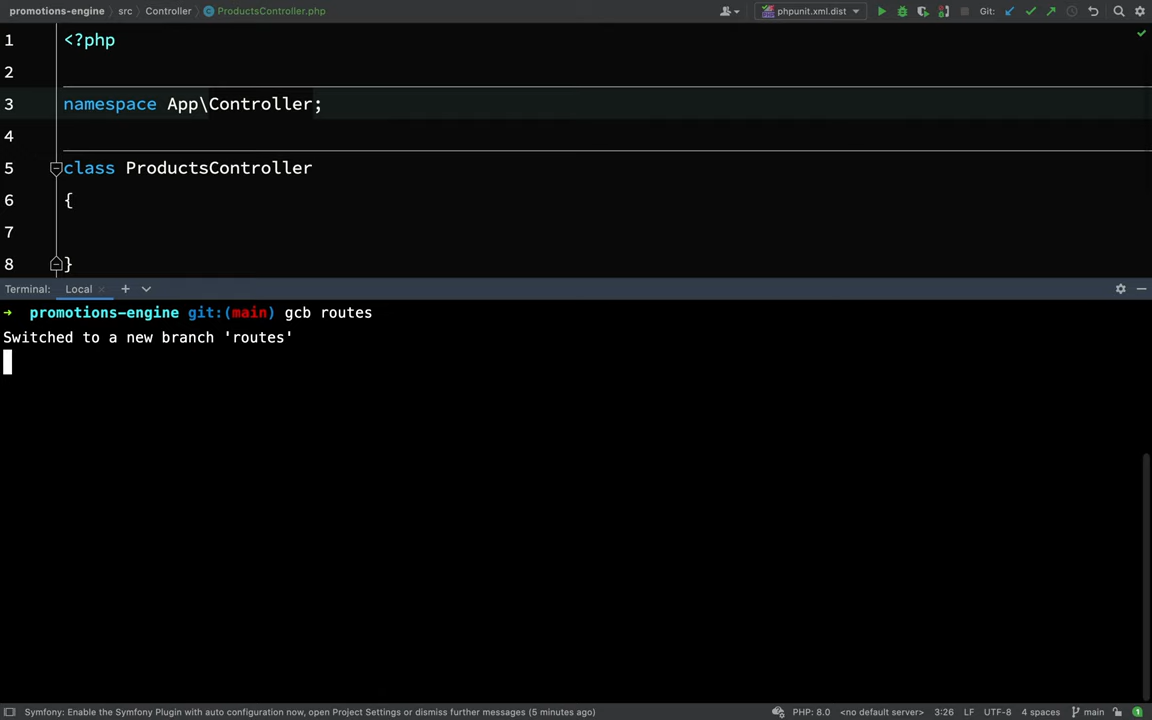 promotions-engine src Controller ProductsController.php phpunit.xml.dist Git:
1 <?php
2
3 namespace App\Controller;
4
5 class ProductsController
6 {
7
8 }
Terminal: Local
→ promotions-engine git:(main) gcb routes
Switched to a new branch 'routes'
Symfony: Enable the Symfony Plugin with auto configuration now, open Project Settings or dismiss further messages (5 minutes ago) PHP: 8.0 <no default server> 3:26 LF UTF-8 4 spaces main 1